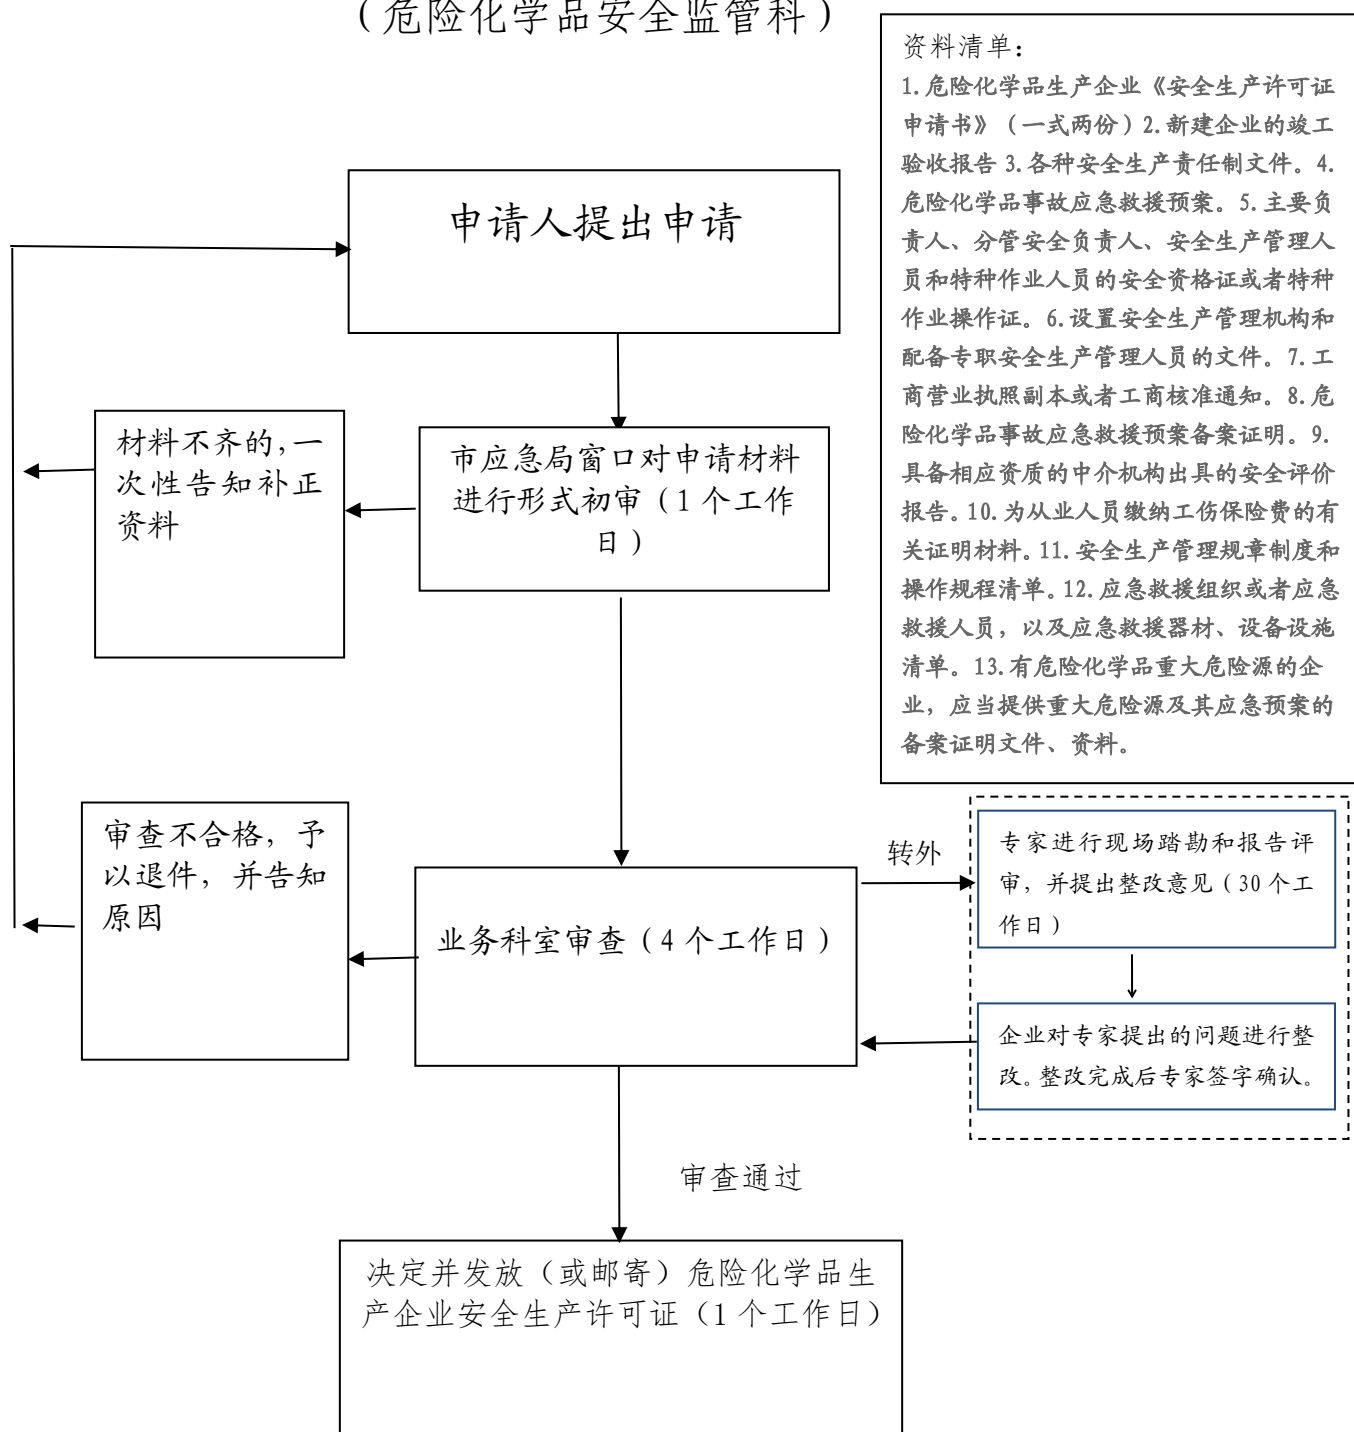 （危险化学品安全监管科）
资料清单：
1.危险化学品生产企业《安全生产许可证
申请书》（一式两份）2.新建企业的竣工
验收报告 3.各种安全生产责任制文件。4.
危险化学品事故应急救援预案。5.主要负
责人、分管安全负责人、安全生产管理人
员和特种作业人员的安全资格证或者特种
作业操作证。6.设置安全生产管理机构和
配备专职安全生产管理人员的文件。7.工
商营业执照副本或者工商核准通知。8.危
险化学品事故应急救援预案备案证明。9.
具备相应资质的中介机构出具的安全评价
报告。10.为从业人员缴纳工伤保险费的有
关证明材料。11.安全生产管理规章制度和
操作规程清单。12.应急救援组织或者应急
救援人员，以及应急救援器材、设备设施
清单。13.有危险化学品重大危险源的企
业，应当提供重大危险源及其应急预案的
备案证明文件、资料。
申请人提出申请
材料不齐的，一
次性告知补正
资料
市应急局窗口对申请材料
进行形式初审（1 个工作
日）
审查不合格，予
以退件，并告知
原因
业务科室审查（4 个工作日）
转外
专家进行现场踏勘和报告评
审，并提出整改意见（30 个工
作日）
企业对专家提出的问题进行整
改。整改完成后专家签字确认。
审查通过
决定并发放（或邮寄）危险化学品生
产企业安全生产许可证（1 个工作日）